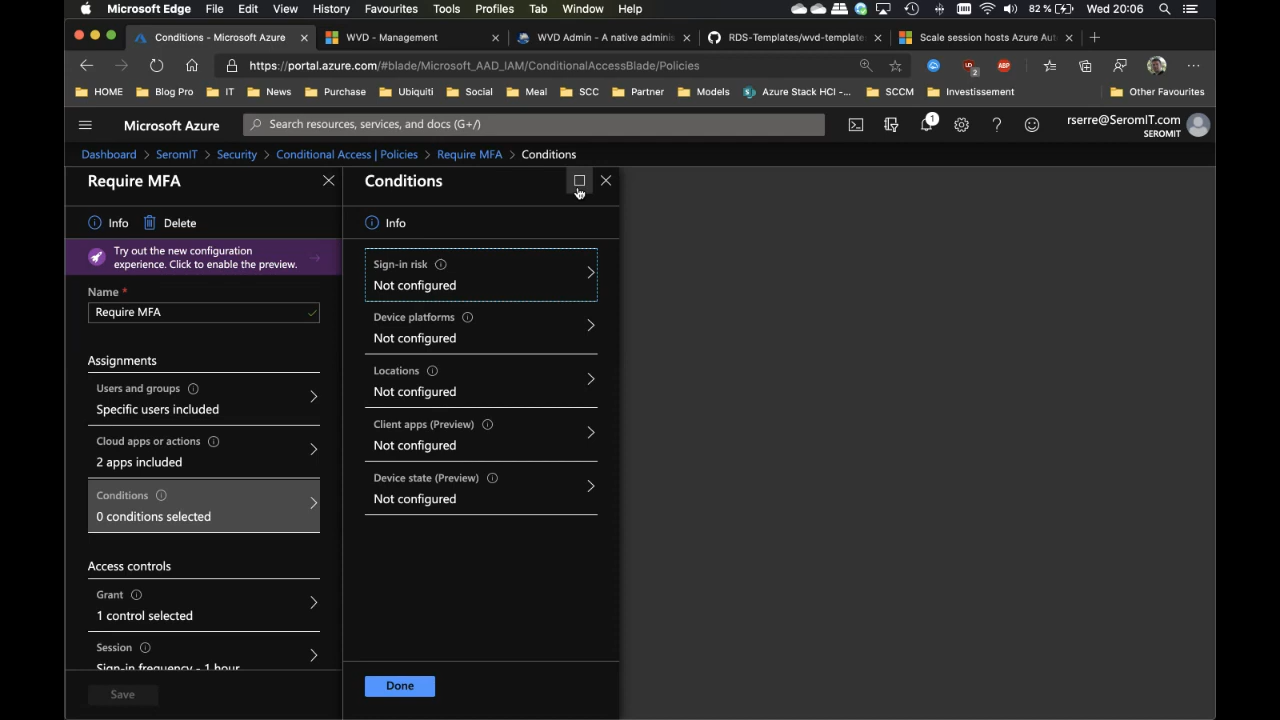 Microsoft Edge File Edit View History Favourites Tools Profiles Tab Window Help 82 % Wed 20:06
Conditions - Microsoft Azure
WVD - Management
WVD Admin - A native adminis
RDS-Templates/wvd-template
Scale session hosts Azure Aut
https://portal.azure.com/#blade/Microsoft_AAD_IAM/ConditionalAccessBlade/Policies
HOME Blog Pro IT News Purchase Ubiquiti Social Meal SCC Partner Models Azure Stack HCI -... SCCM Investissement Other Favourites
Microsoft Azure
Search resources, services, and docs (G+/)
1
rserre@SeromIT.com
SEROMIT
Dashboard > SeromIT > Security > Conditional Access | Policies > Require MFA > Conditions
Require MFA
Info Delete
Try out the new configuration
experience. Click to enable the preview.
Name *
Require MFA
Assignments
Users and groups
Specific users included
Cloud apps or actions
2 apps included
Conditions
0 conditions selected
Access controls
Grant
1 control selected
Session
Sign-in frequency - 1 hour
Save
Conditions
Info
Sign-in risk
Not configured
Device platforms
Not configured
Locations
Not configured
Client apps (Preview)
Not configured
Device state (Preview)
Not configured
Done